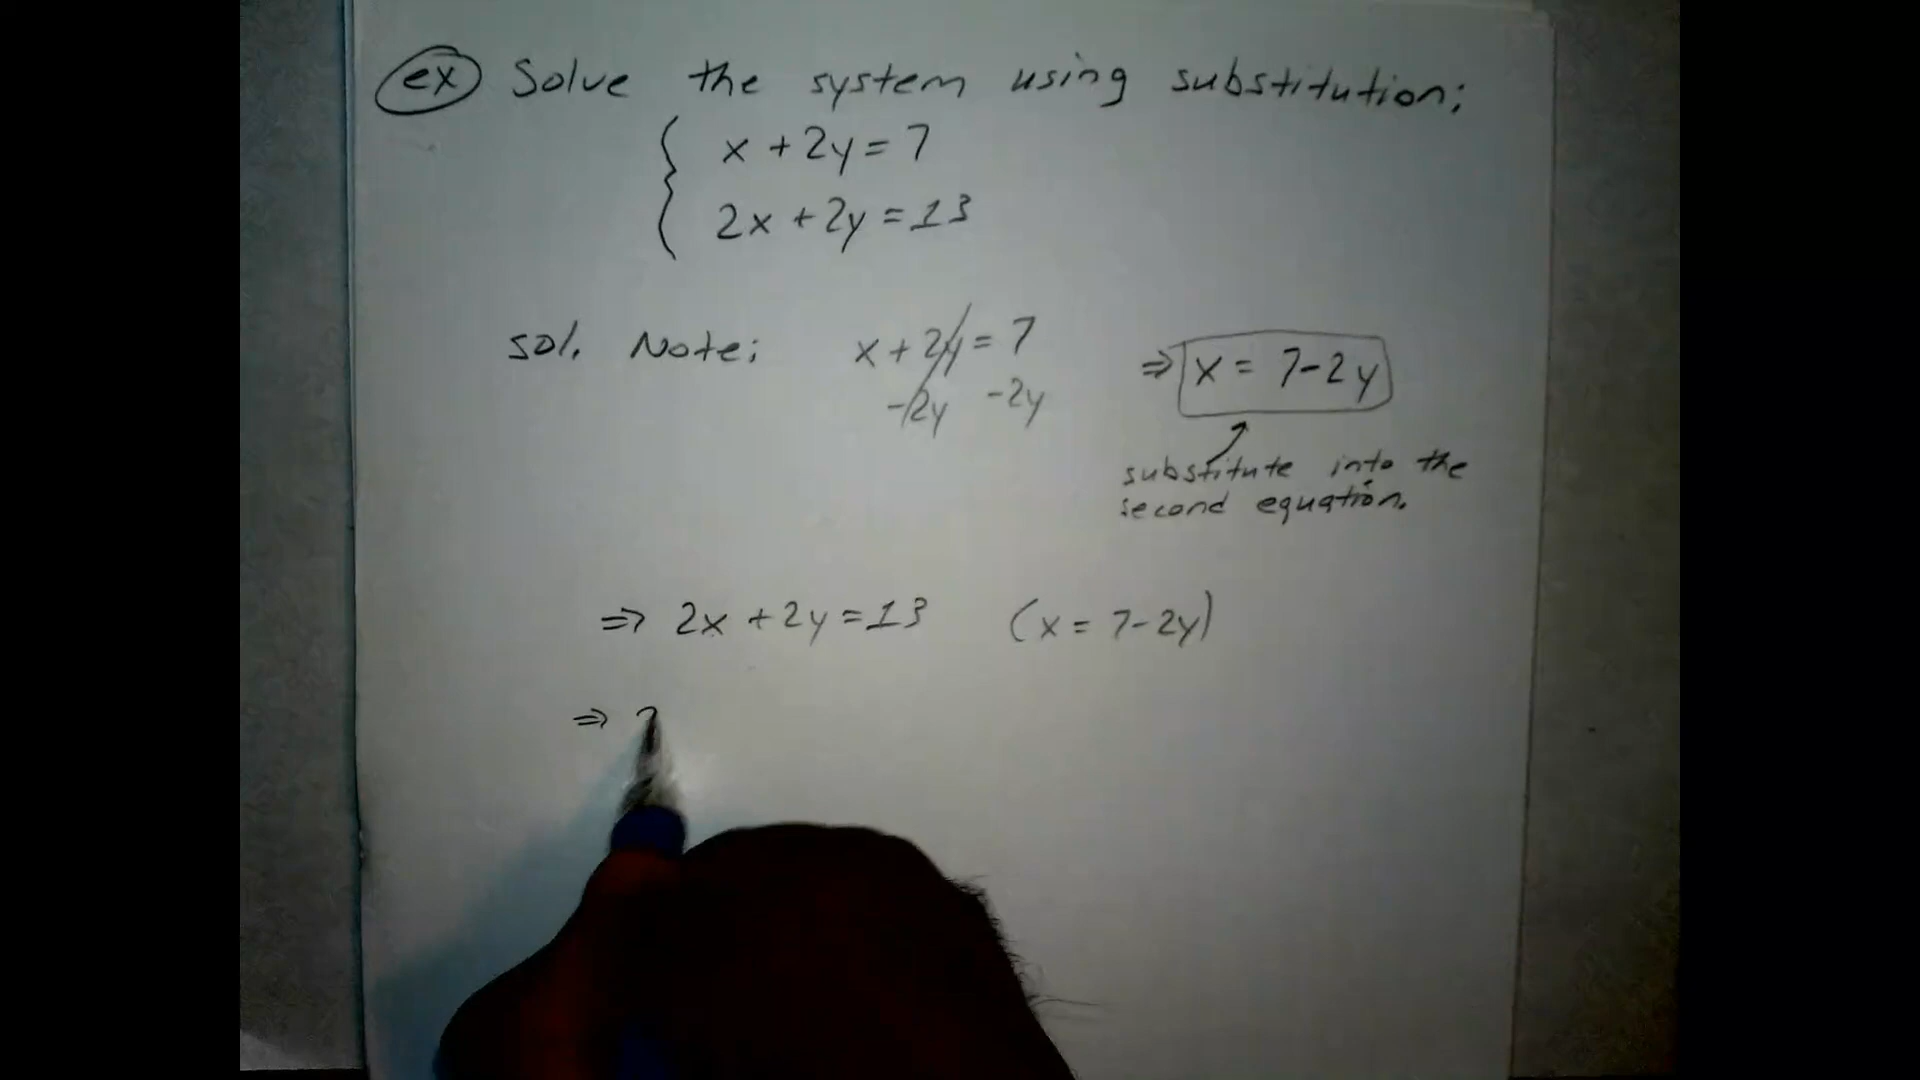 ex Solve the system using substitution:
x + 2y = 7
2x + 2y = 13
sol. Note: x + 2y = 7 ⇒ x = 7 - 2y
-2y -2y
substitute into the
second equation.
⇒ 2x + 2y = 13 (x = 7 - 2y)
⇒ 2